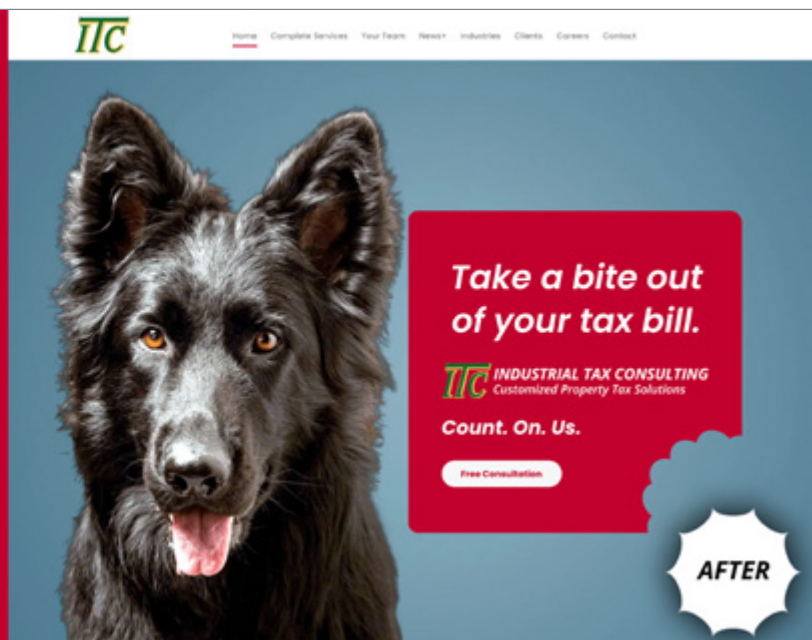 ITC
Home Complete Services Your Team News+ Industries Clients Careers Contact
Take a bite out
of your tax bill.
ITC INDUSTRIAL TAX CONSULTING
Customized Property Tax Solutions
Count. On. Us.
Free Consultation
AFTER